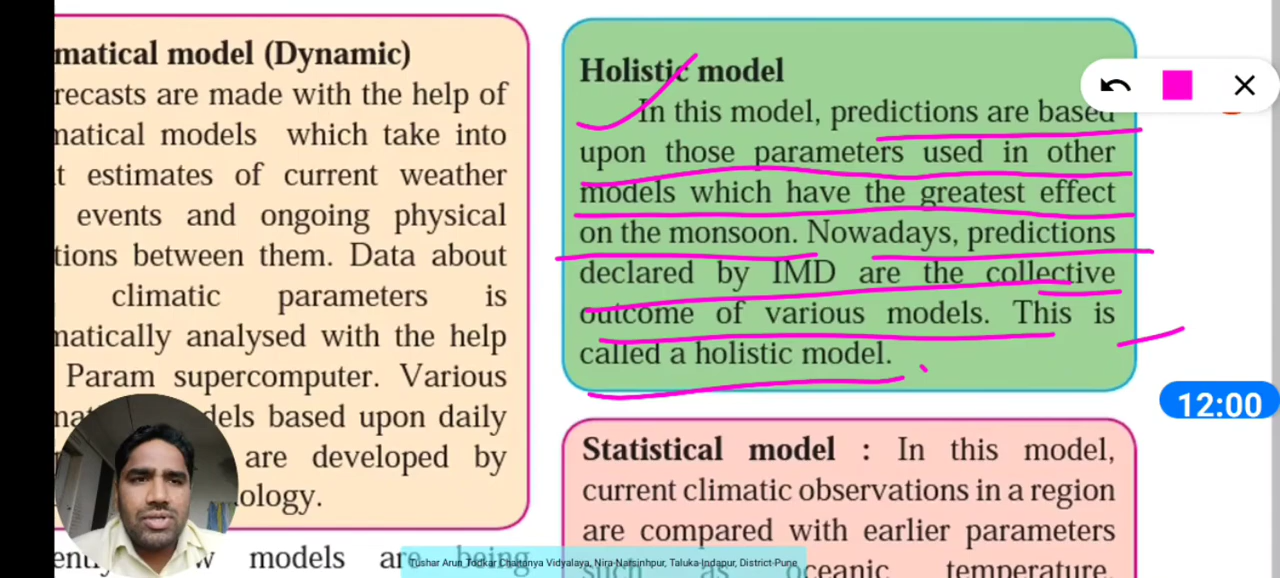 matical model (Dynamic)
recasts are made with the help of
matical models which take into
t estimates of current weather
events and ongoing physical
tions between them. Data about
climatic parameters is
matically analysed with the help
Param supercomputer. Various
dels based upon daily
are developed by
ology.
models are being
Holistic model
In this model, predictions are based
upon those parameters used in other
models which have the greatest effect
on the monsoon. Nowadays, predictions
declared by IMD are the collective
outcome of various models. This is
called a holistic model.
12:00
Statistical model : In this model,
current climatic observations in a region
are compared with earlier parameters
such as oceanic temperature,
Tushar Arun Todkar Chaitanya Vidyalaya, Nira-Narsinhpur, Taluka-Indapur, District-Pune